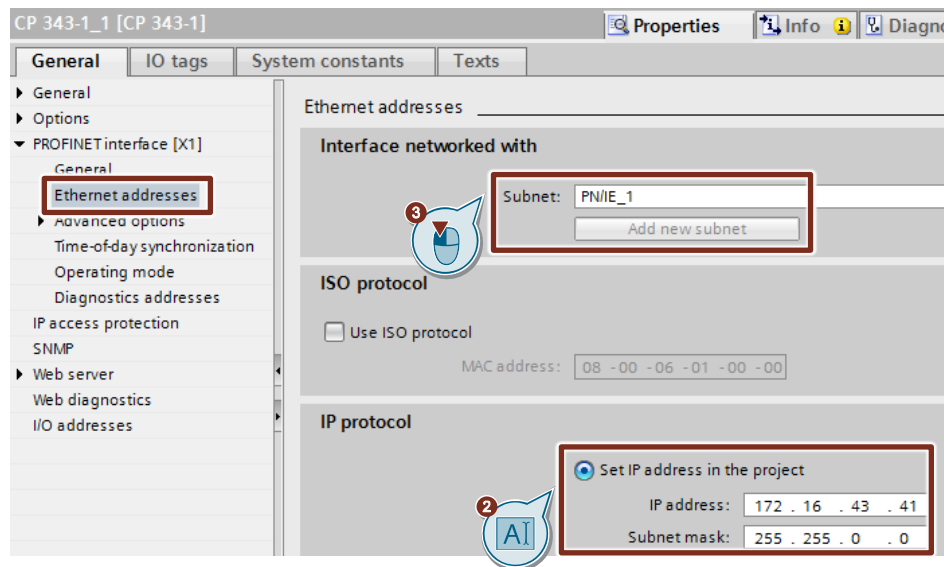 CP 343-1_1 [CP 343-1]
Properties Info Diagno
General IO tags System constants Texts
General
Options
PROFINET interface [X1]
General
Ethernet addresses
Advanced options
Time-of-day synchronization
Operating mode
Diagnostics addresses
IP access protection
SNMP
Web server
Web diagnostics
I/O addresses
Ethernet addresses
Interface networked with
Subnet: PN/IE_1
3
Add new subnet
ISO protocol
Use ISO protocol
MAC address: 08 -00 -06 -01 -00 -00
IP protocol
Set IP address in the project
2
A
IP address: 172 . 16 . 43 . 41
Subnet mask: 255 . 255 . 0 . 0